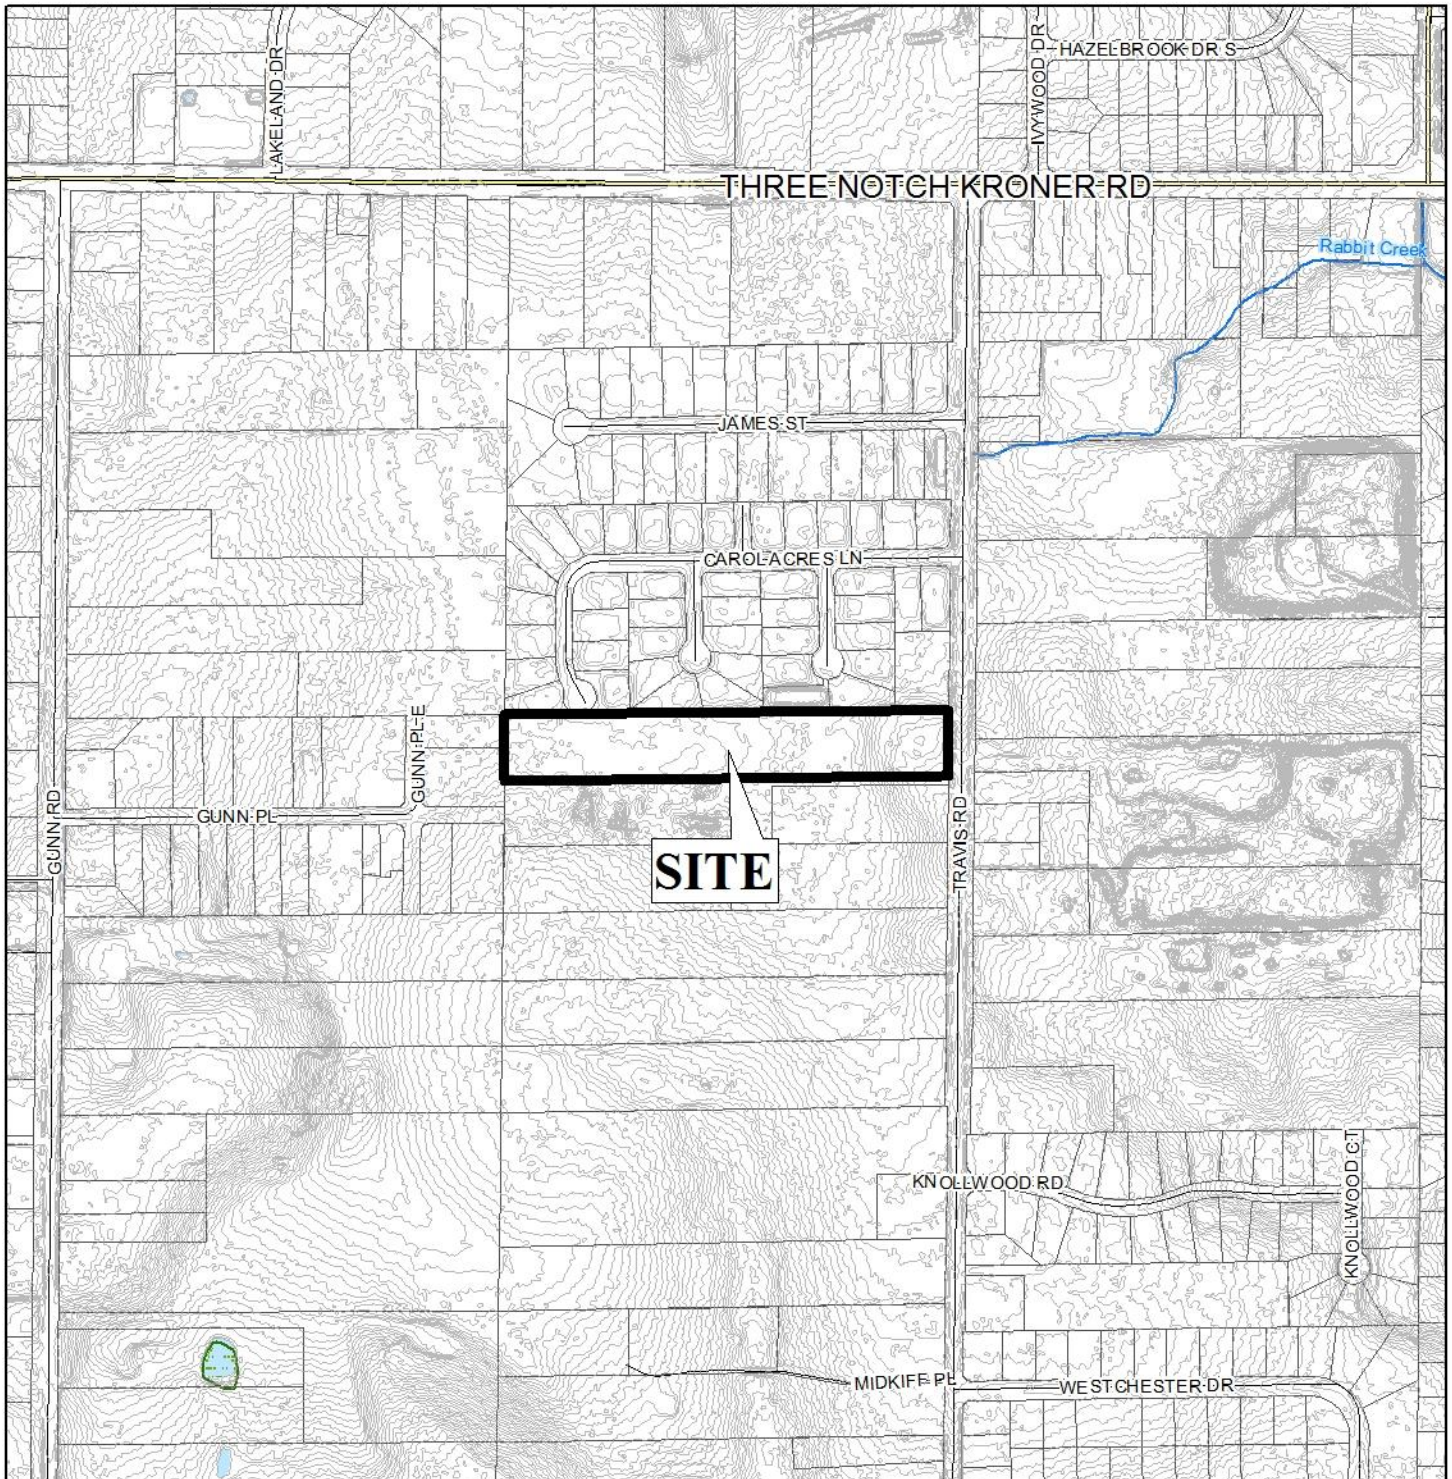 LAKELAND DR
IVYWOOD DR
HAZELBROOK DR S
THREE NOTCH KRONER RD
Rabbit Creek
JAMES ST
CAROL ACRES LN
GUNN PL E
GUNN PL
GUNN RD
TRAVIS RD
SITE
KNOLLWOOD RD
KNOLLWOOD CT
MIDKIFF PL
WESTCHESTER DR